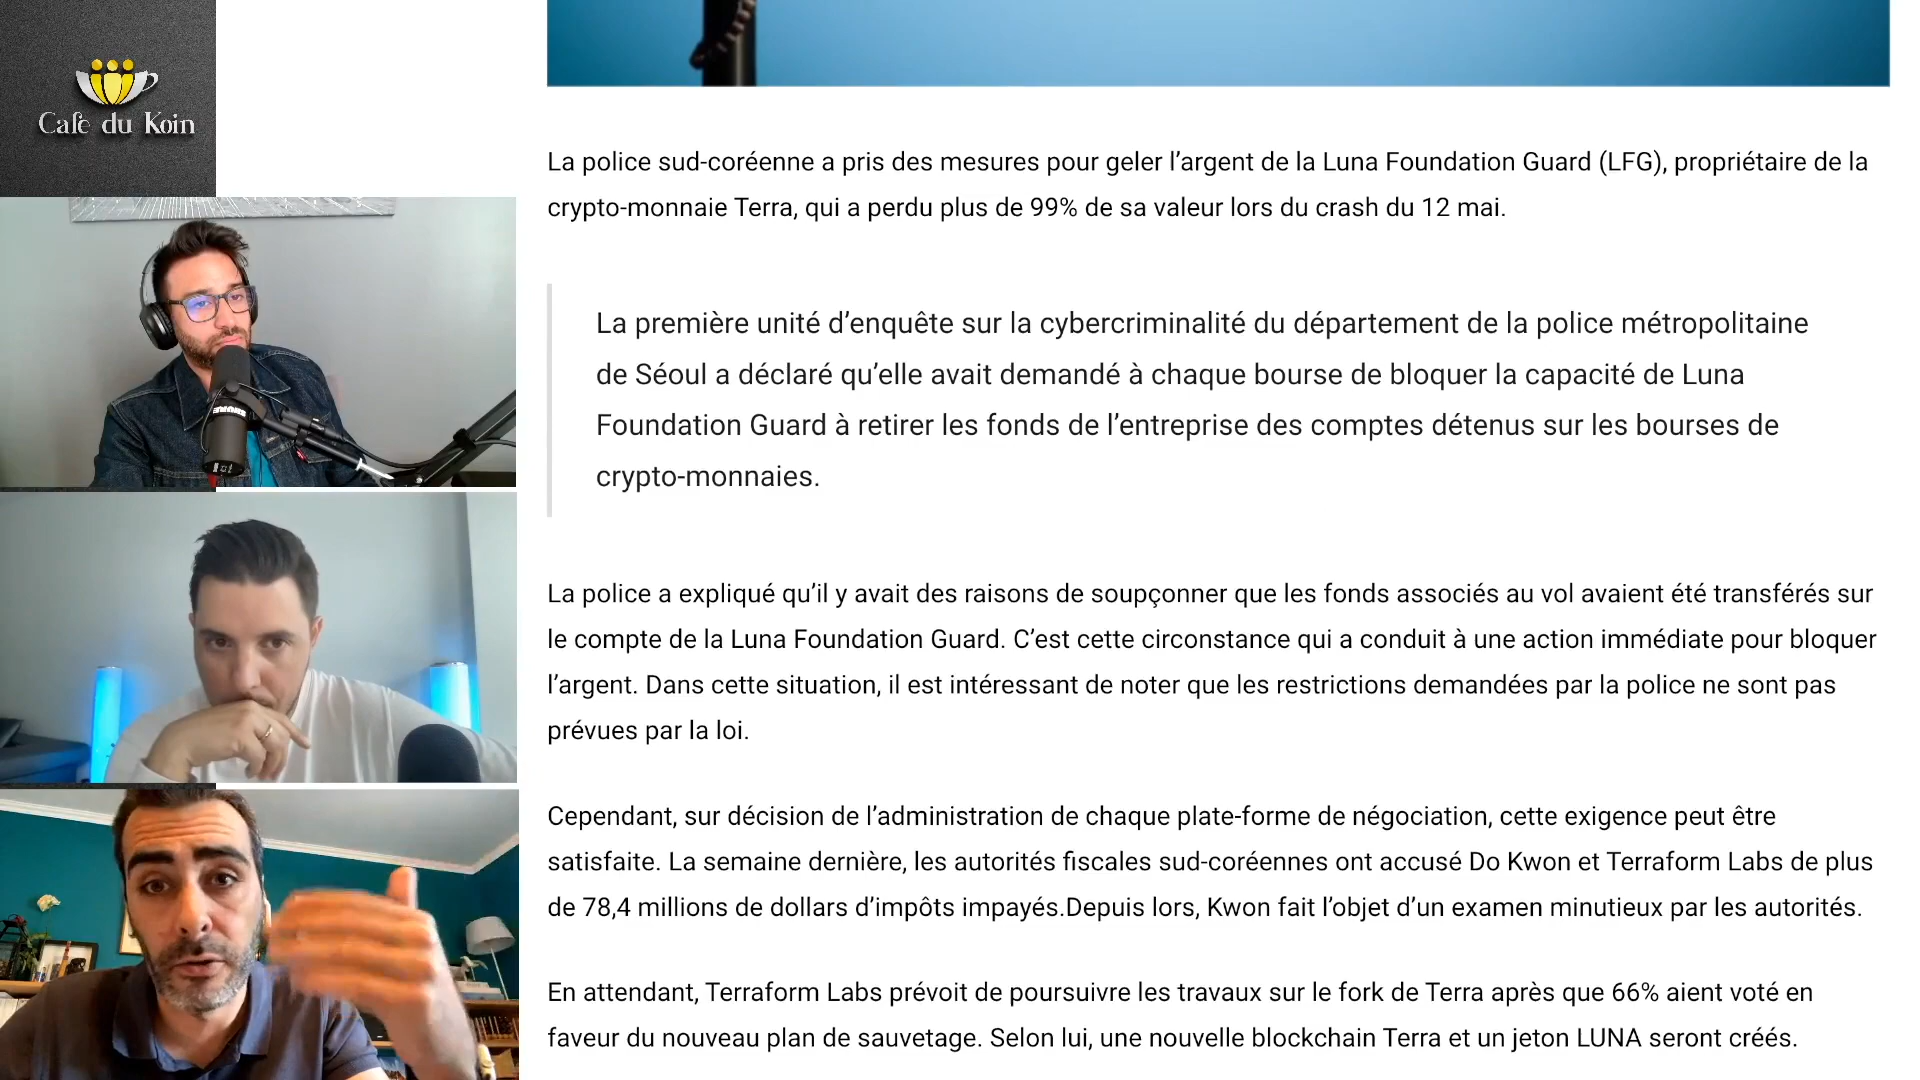 Cafe du Koin
La police sud-coréenne a pris des mesures pour geler l’argent de la Luna Foundation Guard (LFG), propriétaire de la
crypto-monnaie Terra, qui a perdu plus de 99% de sa valeur lors du crash du 12 mai.
La première unité d’enquête sur la cybercriminalité du département de la police métropolitaine
de Séoul a déclaré qu’elle avait demandé à chaque bourse de bloquer la capacité de Luna
Foundation Guard à retirer les fonds de l’entreprise des comptes détenus sur les bourses de
crypto-monnaies.
La police a expliqué qu’il y avait des raisons de soupçonner que les fonds associés au vol avaient été transférés sur
le compte de la Luna Foundation Guard. C’est cette circonstance qui a conduit à une action immédiate pour bloquer
l’argent. Dans cette situation, il est intéressant de noter que les restrictions demandées par la police ne sont pas
prévues par la loi.
Cependant, sur décision de l’administration de chaque plate-forme de négociation, cette exigence peut être
satisfaite. La semaine dernière, les autorités fiscales sud-coréennes ont accusé Do Kwon et Terraform Labs de plus
de 78,4 millions de dollars d’impôts impayés.Depuis lors, Kwon fait l’objet d’un examen minutieux par les autorités.
En attendant, Terraform Labs prévoit de poursuivre les travaux sur le fork de Terra après que 66% aient voté en
faveur du nouveau plan de sauvetage. Selon lui, une nouvelle blockchain Terra et un jeton LUNA seront créés.
SHURE